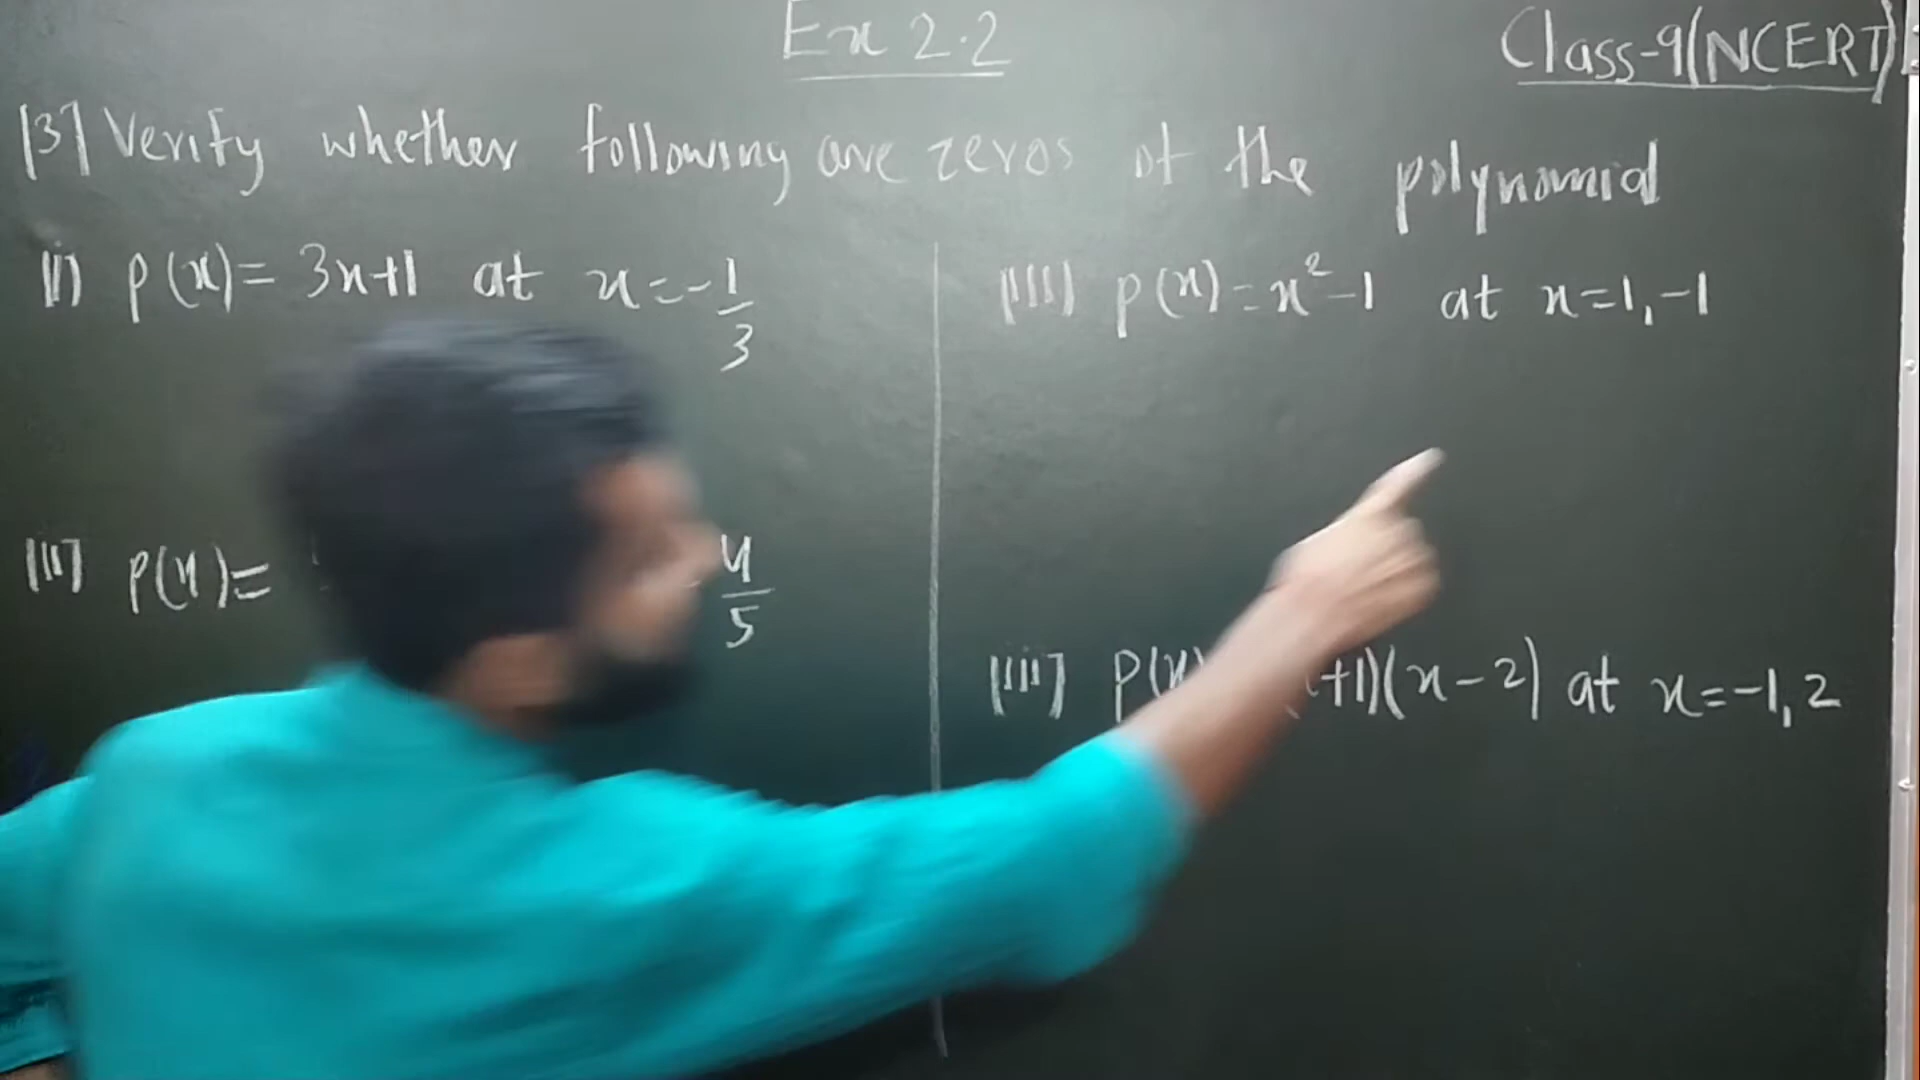 Ex 2.2
Class-9(NCERT)
[3] Verify whether following are zeros of the polynomial
(i) p(x)= 3x+1 at x=-1/3
(ii) p(x)= 4/5
(iii) p(x)=x²-1 at x=1,-1
(iii) p(x) +1)(x-2) at x=-1,2